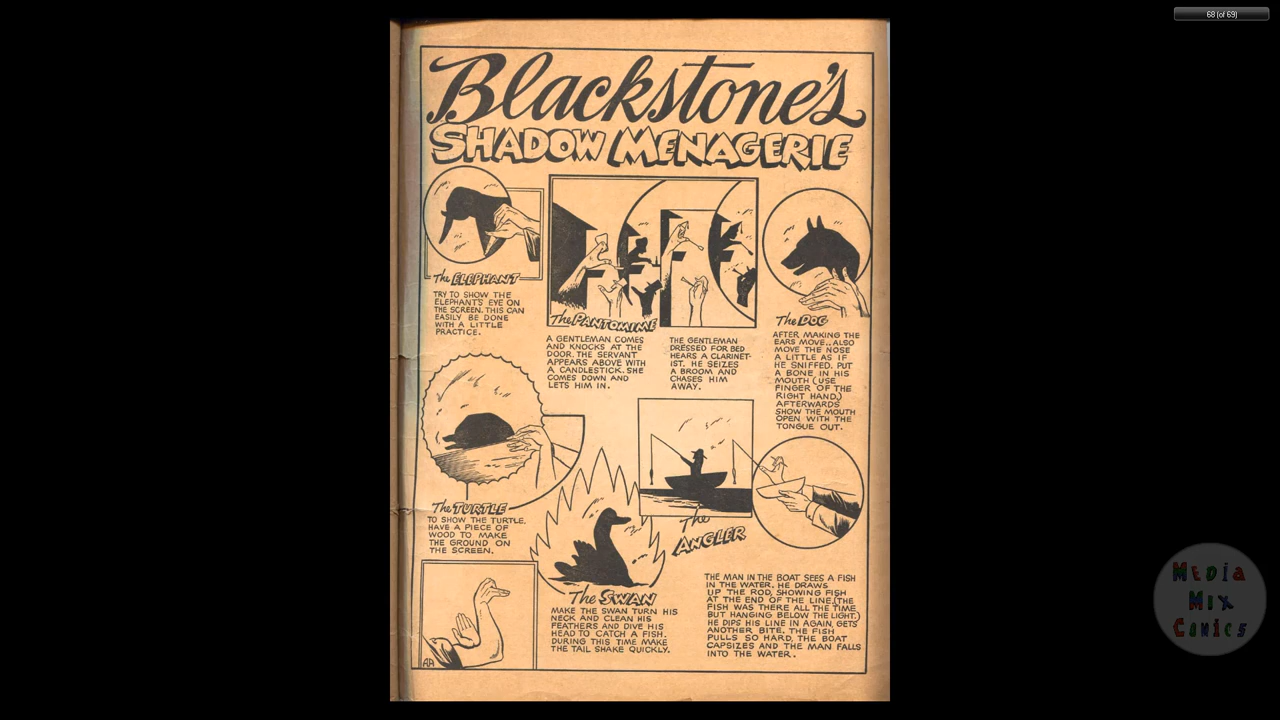 68 (of 69)
Blackstone's
SHADOW MENAGERIE
The ELEPHANT
TRY TO SHOW THE
ELEPHANT'S EYE ON
THE SCREEN. THIS CAN
EASILY BE DONE
WITH A LITTLE
PRACTICE.
The PANTOMIME
A GENTLEMAN COMES
AND KNOCKS AT THE
DOOR. THE SERVANT
APPEARS ABOVE WITH
A CANDLESTICK. SHE
COMES DOWN AND
LETS HIM IN.
THE GENTLEMAN
DRESSED FOR BED
HEARS A CLARINET-
IST. HE SEIZES
A BROOM AND
CHASES HIM
AWAY.
The DOG
AFTER MAKING THE
EARS MOVE.. ALSO
MOVE THE NOSE
A LITTLE AS IF
HE SNIFFED. PUT
A BONE IN HIS
MOUTH (USE
FINGER OF THE
RIGHT HAND.)
AFTERWARDS
SHOW THE MOUTH
OPEN WITH THE
TONGUE OUT.
The TURTLE
TO SHOW THE TURTLE,
HAVE A PIECE OF
WOOD TO MAKE
THE GROUND ON
THE SCREEN.
The SWAN
MAKE THE SWAN TURN HIS
NECK AND CLEAN HIS
FEATHERS AND DIVE HIS
HEAD TO CATCH A FISH.
DURING THIS TIME MAKE
THE TAIL SHAKE QUICKLY.
The
ANGLER
THE MAN IN THE BOAT SEES A FISH
IN THE WATER. HE DRAWS
UP THE ROD, SHOWING FISH
AT THE END OF THE LINE.(THE
FISH WAS THERE ALL THE TIME
BUT HANGING BELOW THE LIGHT.)
HE DIPS HIS LINE IN AGAIN, GETS
ANOTHER BITE. THE FISH
PULLS SO HARD, THE BOAT
CAPSIZES AND THE MAN FALLS
INTO THE WATER.
AA
Media
Mix
Comics